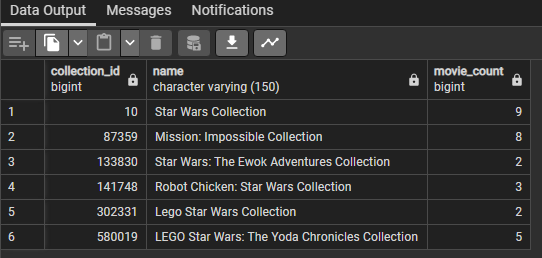 Data Output Messages Notifications
collection_id name movie_count
bigint character varying (150) bigint
1 10 Star Wars Collection 9
2 87359 Mission: Impossible Collection 8
3 133830 Star Wars: The Ewok Adventures Collection 2
4 141748 Robot Chicken: Star Wars Collection 3
5 302331 Lego Star Wars Collection 2
6 580019 LEGO Star Wars: The Yoda Chronicles Collection 5